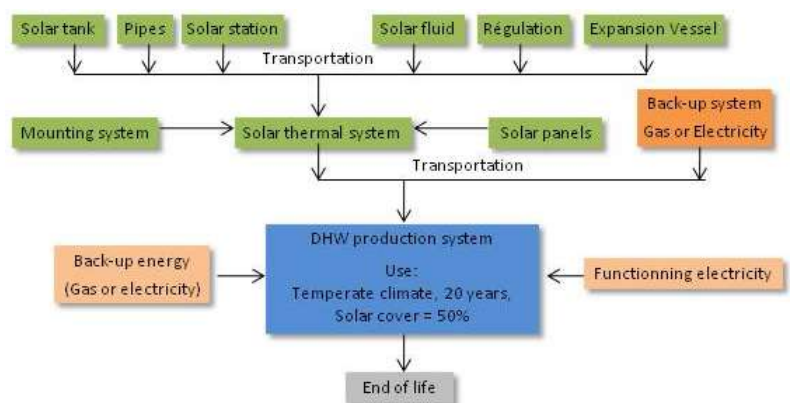 Solar tank
Pipes
Solar station
Solar fluid
Régulation
Expansion Vessel
Transportation
Mounting system
Solar thermal system
Solar panels
Back-up system
Gas or Electricity
Transportation
Back-up energy
(Gas or electricity)
DHW production system
Use:
Temperate climate, 20 years,
Solar cover = 50%
Functionning electricity
End of life